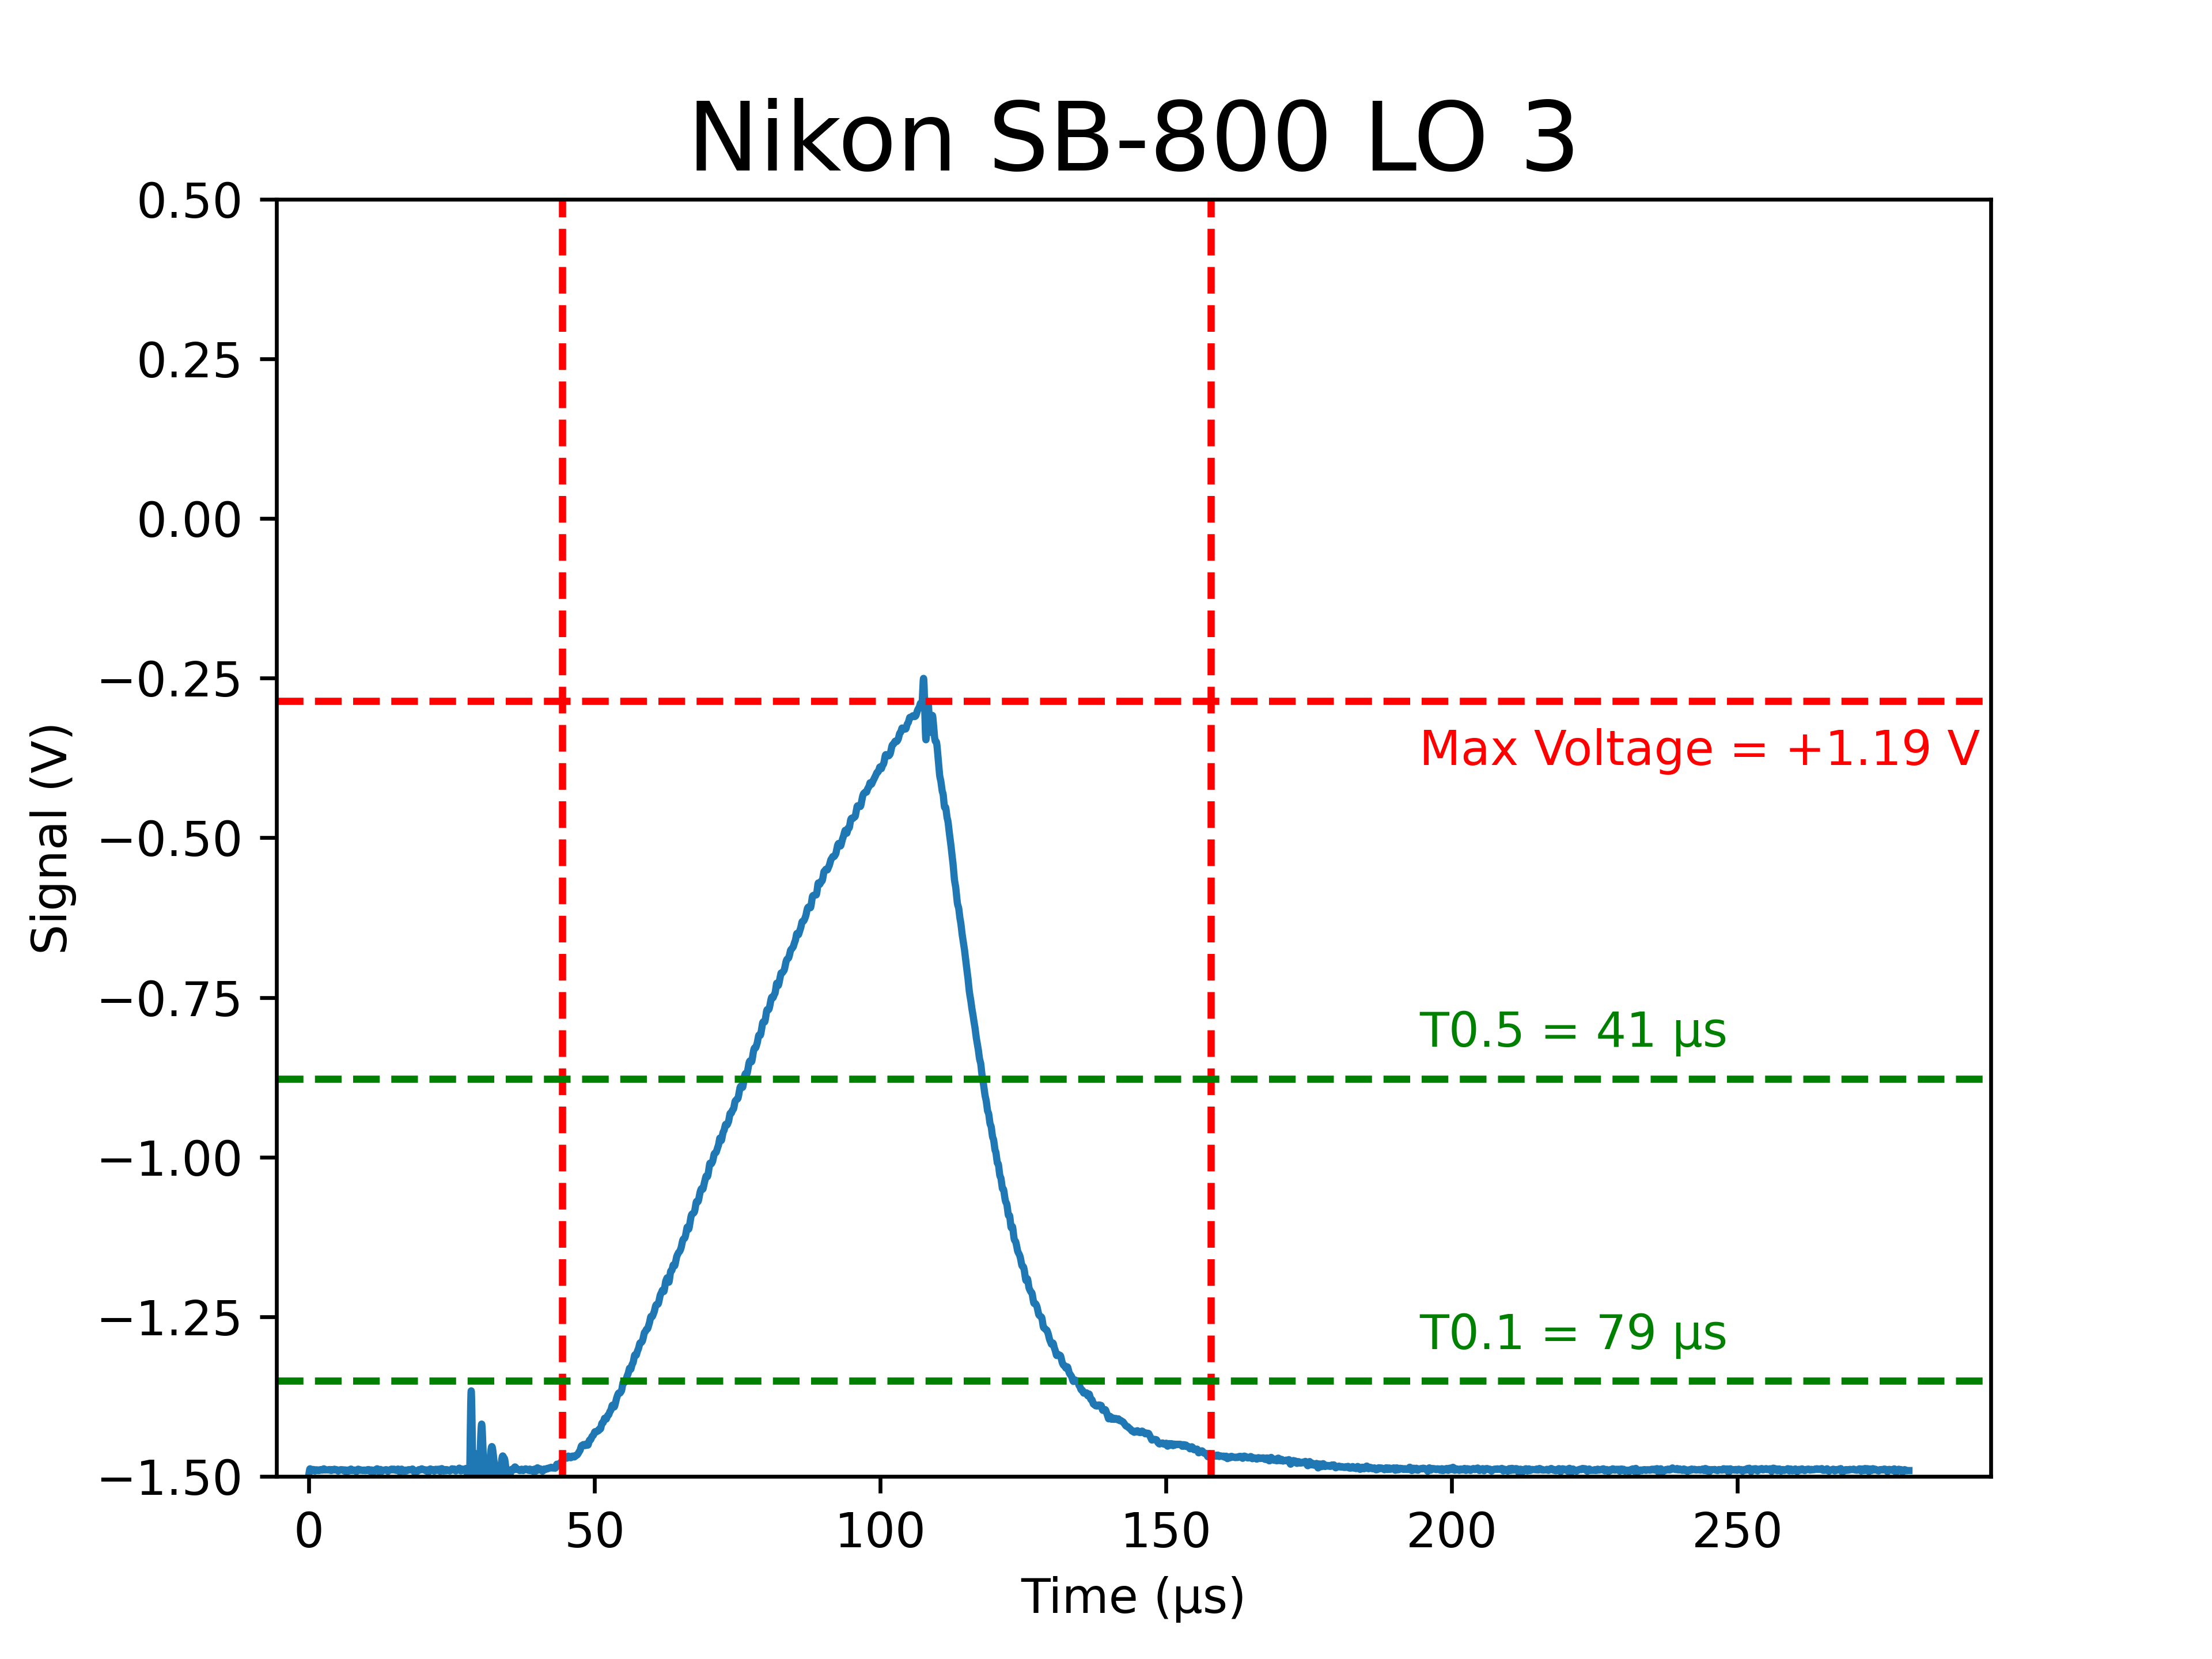 Nikon SB-800 LO 3
0.50
0.25
0.00
−0.25
−0.50
−0.75
−1.00
−1.25
−1.50
Signal (V)
Max Voltage = +1.19 V
T0.5 = 41 µs
T0.1 = 79 µs
0 50 100 150 200 250
Time (µs)